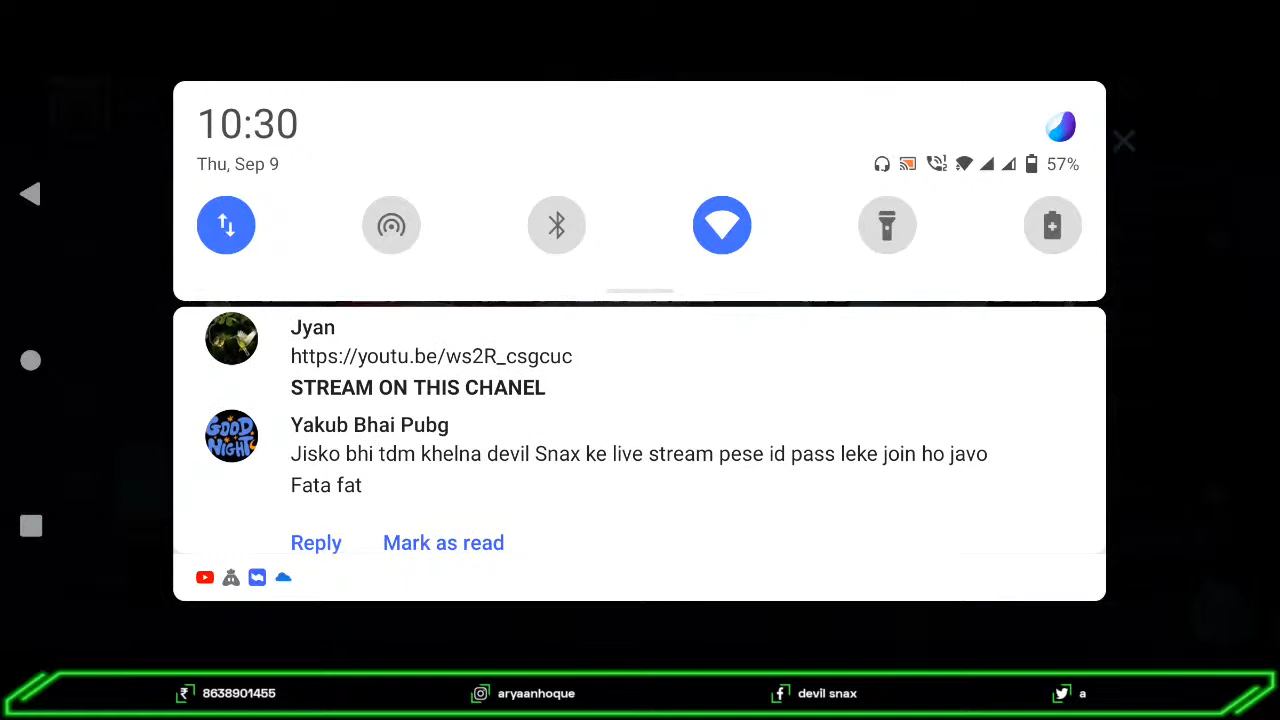 10:30
Thu, Sep 9
57%
Jyan
https://youtu.be/ws2R_csgcuc
STREAM ON THIS CHANEL
GOOD NIGHT
Yakub Bhai Pubg
Jisko bhi tdm khelna devil Snax ke live stream pese id pass leke join ho javo
Fata fat
Reply Mark as read
₹ 8638901455 aryaanhoque devil snax a